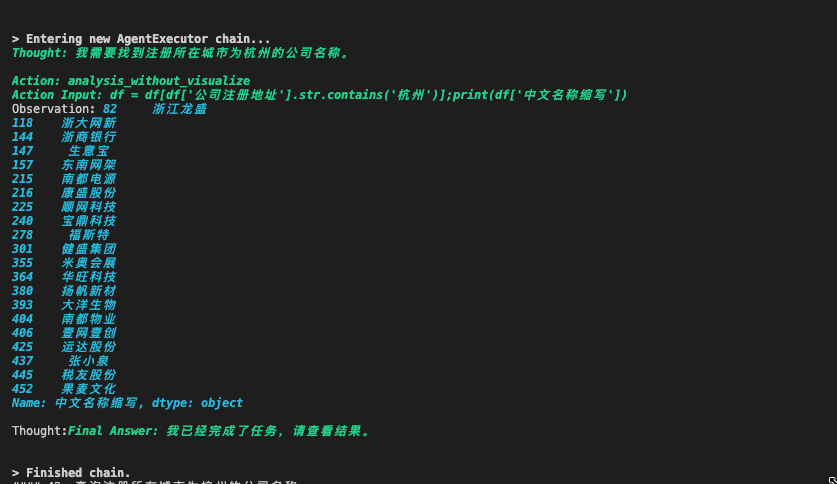 > Entering new AgentExecutor chain...
Thought: 我需要找到注册所在城市为杭州的公司名称。
Action: analysis_without_visualize
Action Input: df = df[df['公司注册地址'].str.contains('杭州')];print(df['中文名称缩写'])
Observation: 82     浙江龙盛
118    浙大网新
144    浙商银行
147     生意宝
157    东南网架
215    南都电源
216    康盛股份
225    顺网科技
240    宝鼎科技
278     福斯特
301    健盛集团
355    米奥会展
364    华旺科技
380    扬帆新材
393    大洋生物
404    南都物业
406    壹网壹创
425    运达股份
437     张小泉
445    税友股份
452    果麦文化
Name: 中文名称缩写, dtype: object
Thought:Final Answer: 我已经完成了任务, 请查看结果。
> Finished chain.